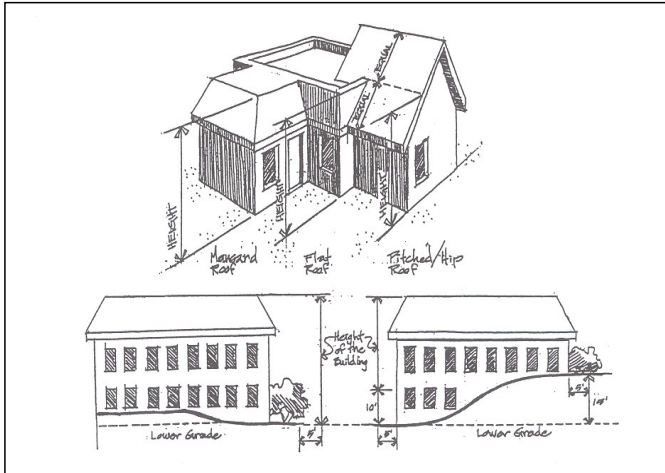 EQUAL
EQUAL
HEIGHT
HEIGHT
HEIGHT
Mansard
Roof
Flat
Roof
Pitched/Hip
Roof
Height
of the
Building
10'
5'
15'
Lower Grade
5'
5'
Lower Grade